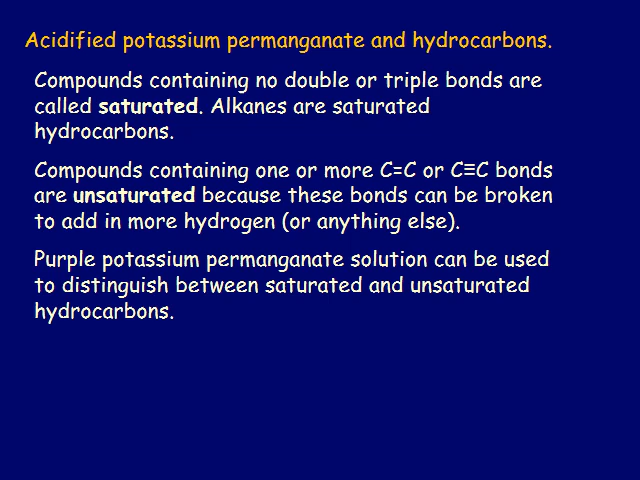 Acidified potassium permanganate and hydrocarbons.
Compounds containing no double or triple bonds are
called saturated. Alkanes are saturated
hydrocarbons.
Compounds containing one or more C=C or C≡C bonds
are unsaturated because these bonds can be broken
to add in more hydrogen (or anything else).
Purple potassium permanganate solution can be used
to distinguish between saturated and unsaturated
hydrocarbons.